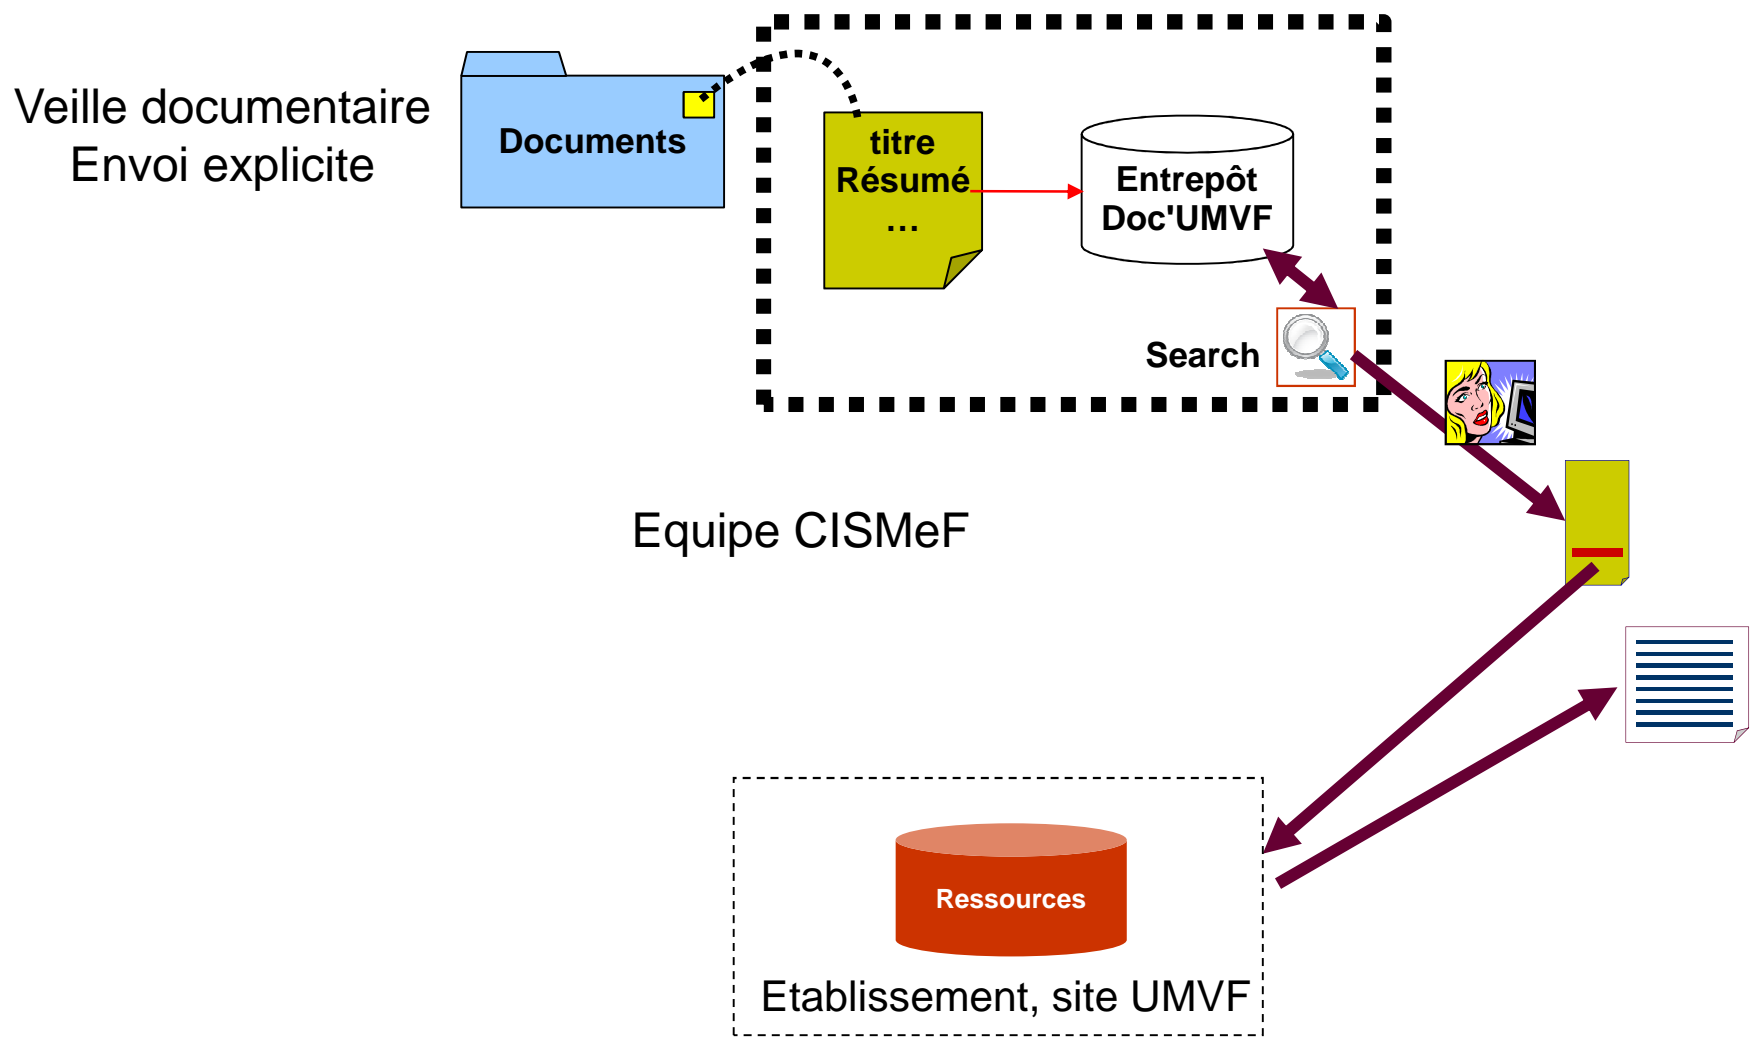 Veille documentaire
Envoi explicite
Documents
titre
Résumé
…
Entrepôt
Doc'UMVF
Search
Equipe CISMeF
Ressources
Etablissement, site UMVF